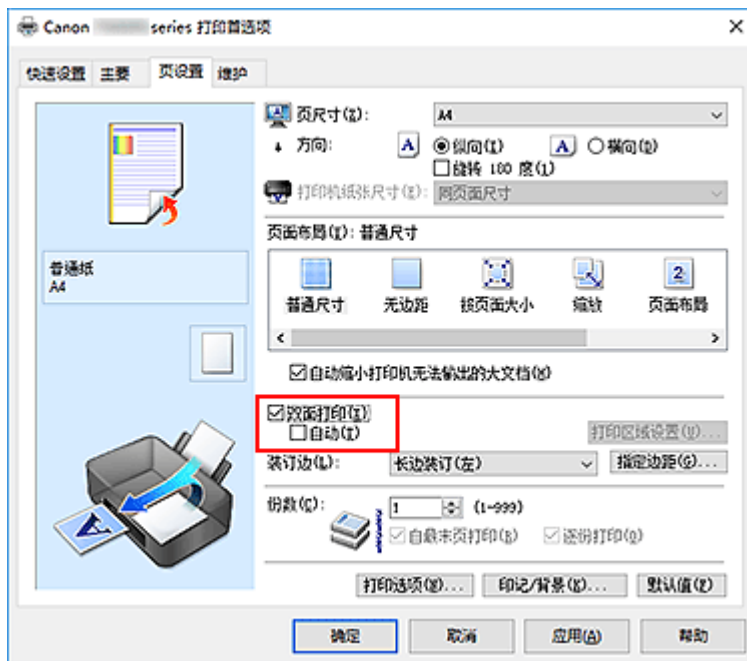 Canon series 打印首选项
快速设置 主要 页设置 维护
页尺寸(Z): A4
方向: A 纵向(I) A 横向(D)
旋转 180 度(1)
打印机纸张尺寸(E): 同页面尺寸
页面布局(Y): 普通尺寸
普通纸
A4
普通尺寸 无边距 按页面大小 缩放 页面布局
自动缩小打印机无法输出的大文档(W)
双面打印(X)
自动(T)
打印区域设置(U)...
装订边(L): 长边装订(左) 指定边距(G)...
份数(C): 1 (1-999)
自最末页打印(B) 逐份打印(O)
打印选项(N)... 印记/背景(K)... 默认值(F)
确定 取消 应用(A) 帮助